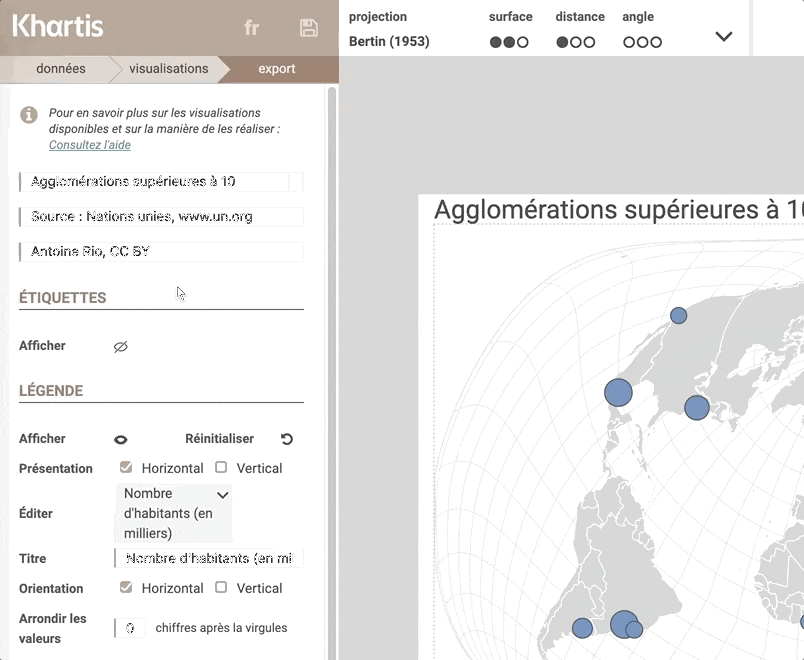 Khartis
fr
données
visualisations
export
projection
Bertin (1953)
surface
distance
angle
Pour en savoir plus sur les visualisations
disponibles et sur la manière de les réaliser :
Consultez l'aide
Agglomérations supérieures à 10
Source : Nations unies, www.un.org
Antoine Rio, CC BY
ÉTIQUETTES
Afficher
LÉGENDE
Afficher
Réinitialiser
Présentation
Horizontal
Vertical
Éditer
Nombre
d'habitants (en
milliers)
Titre
Nombre d'habitants (en mi
Orientation
Horizontal
Vertical
Arrondir les
valeurs
0
chiffres après la virgules
Agglomérations supérieures à 10